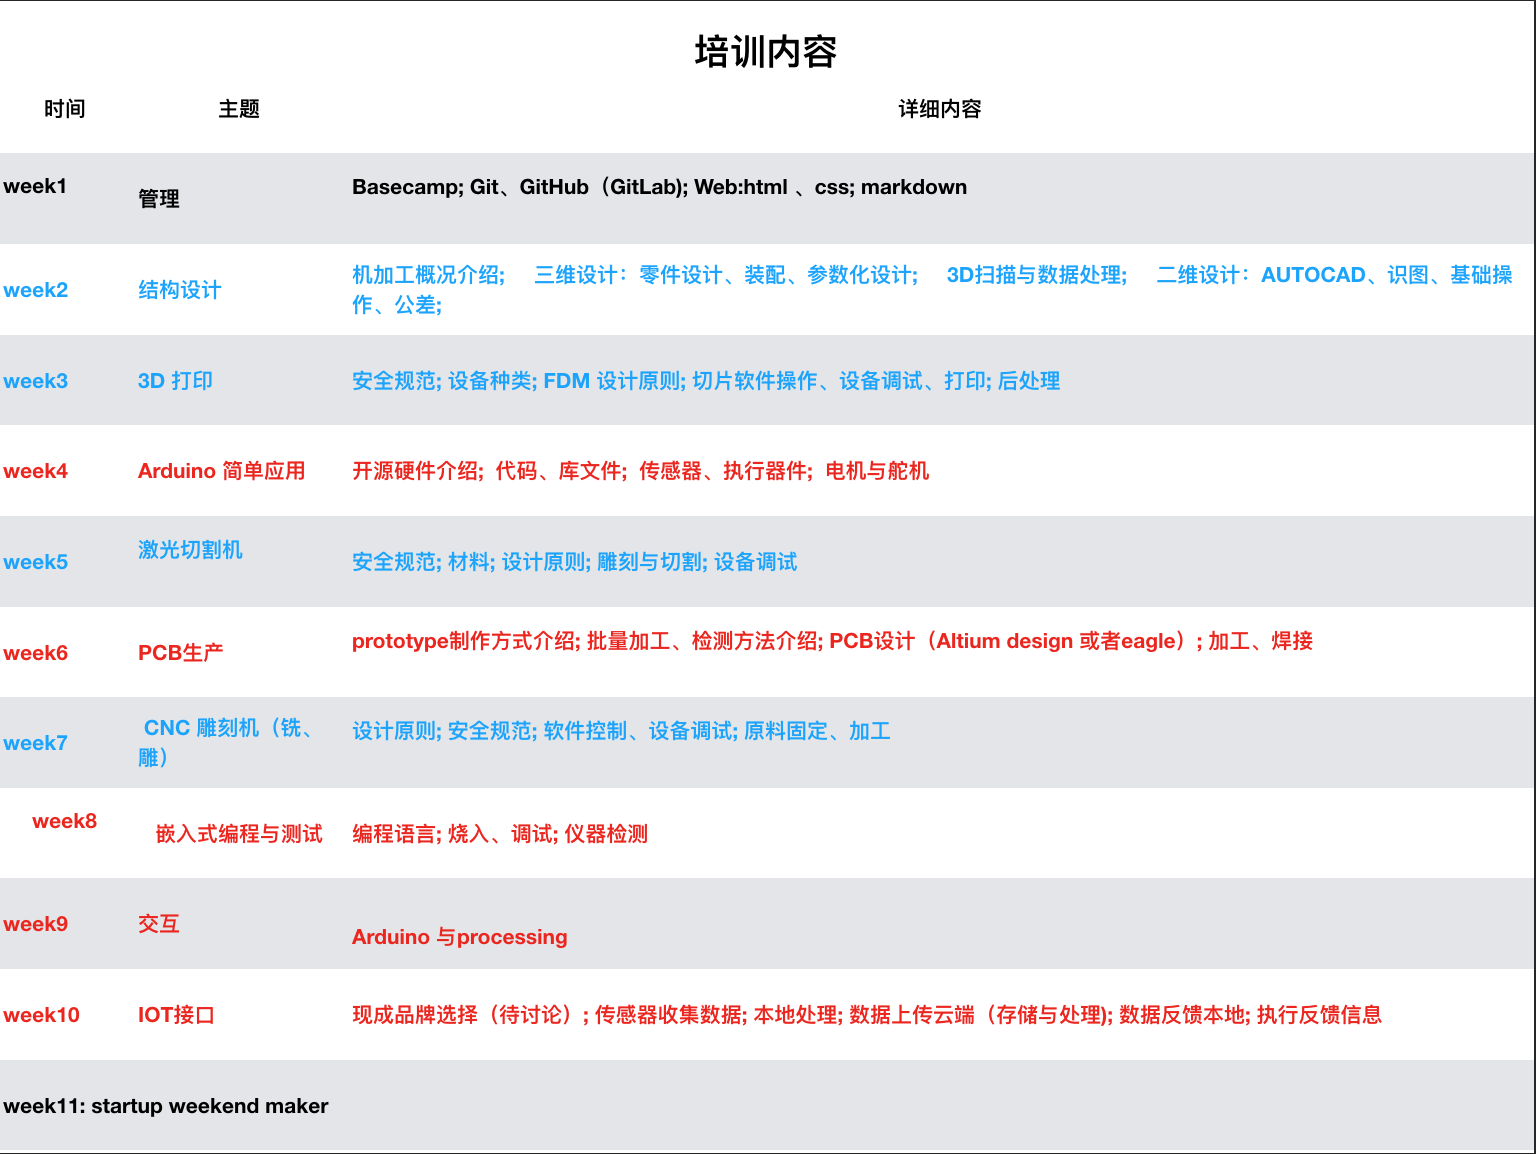 培训内容
时间 主题 详细内容
week1 管理 Basecamp; Git、GitHub（GitLab); Web:html 、css; markdown
week2 结构设计 机加工概况介绍; 三维设计：零件设计、装配、参数化设计; 3D扫描与数据处理; 二维设计：AUTOCAD、识图、基础操
作、公差;
week3 3D 打印 安全规范; 设备种类; FDM 设计原则; 切片软件操作、设备调试、打印; 后处理
week4 Arduino 简单应用 开源硬件介绍; 代码、库文件; 传感器、执行器件; 电机与舵机
week5 激光切割机 安全规范; 材料; 设计原则; 雕刻与切割; 设备调试
week6 PCB生产 prototype制作方式介绍; 批量加工、检测方法介绍; PCB设计（Altium design 或者eagle）; 加工、焊接
week7 CNC 雕刻机（铣、
雕） 设计原则; 安全规范; 软件控制、设备调试; 原料固定、加工
week8 嵌入式编程与测试 编程语言; 烧入、调试; 仪器检测
week9 交互 Arduino 与processing
week10 IOT接口 现成品牌选择（待讨论）; 传感器收集数据; 本地处理; 数据上传云端（存储与处理); 数据反馈本地; 执行反馈信息
week11: startup weekend maker